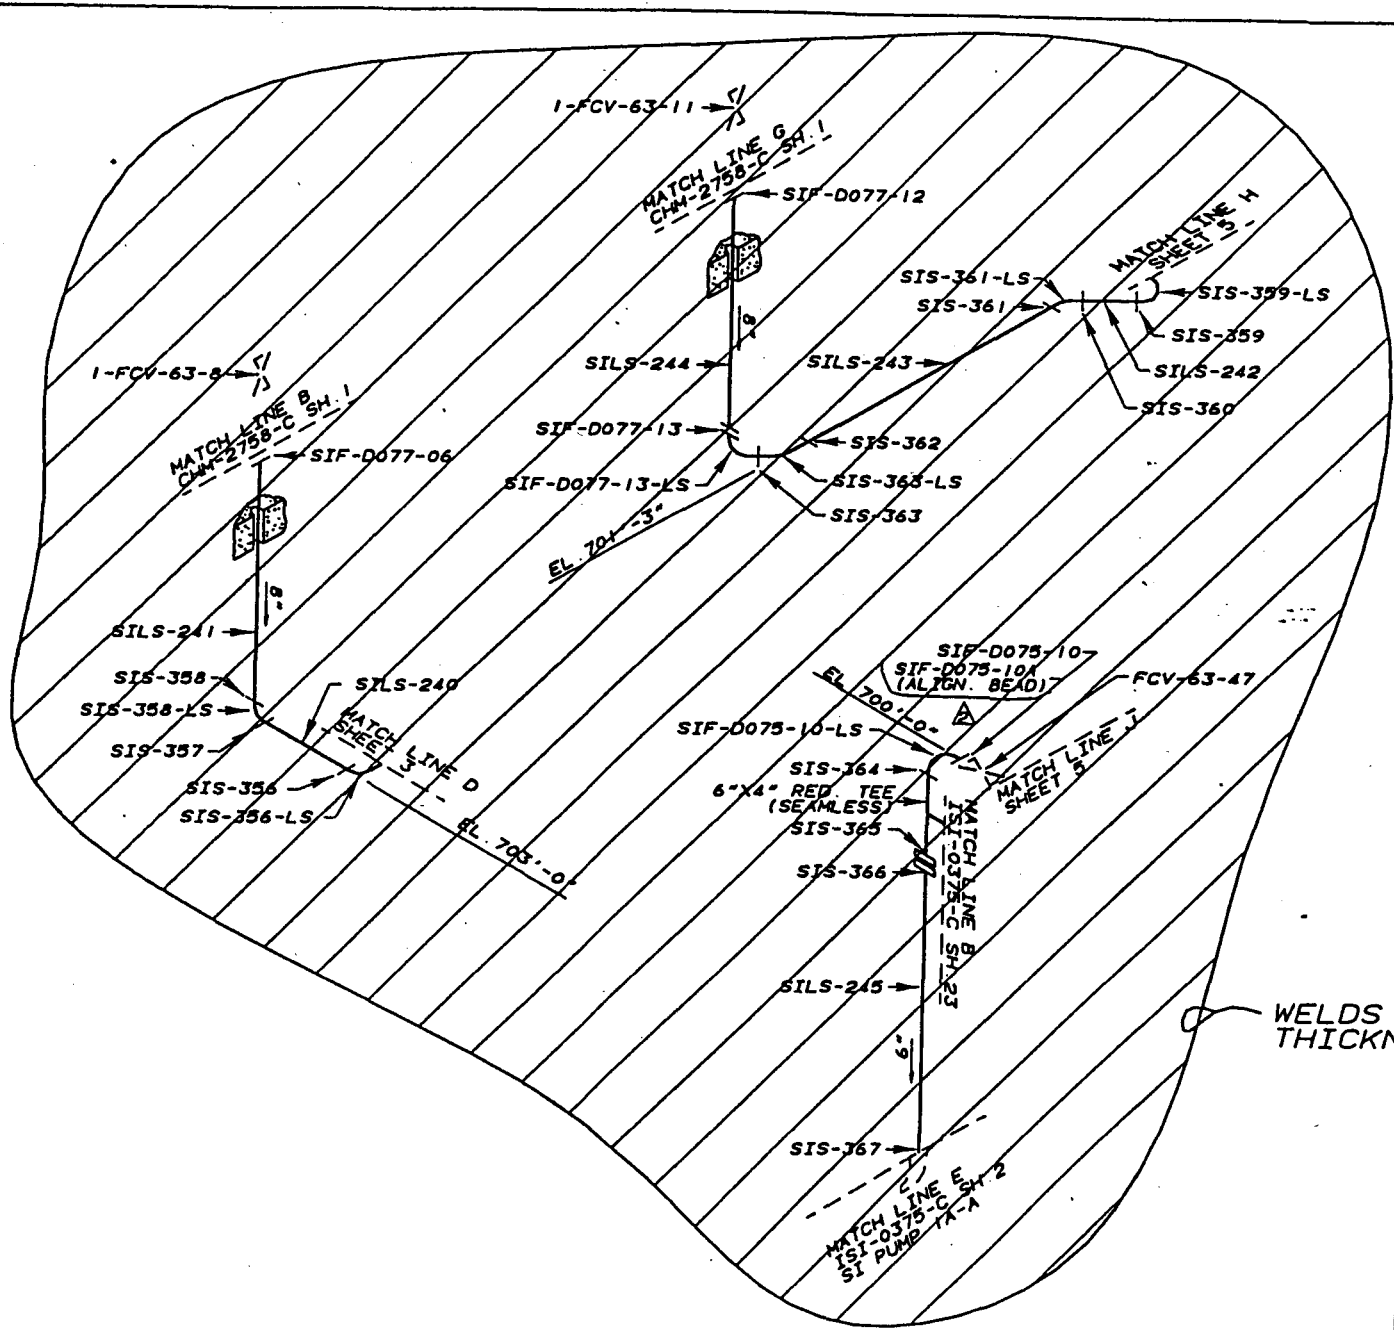 1-FCV-63-11
MATCH LINE G
CHM-2758-C SH.1
SIF-D077-12
MATCH LINE H
SHEET 5
SIS-361-LS
SIS-361
SIS-359-LS
SIS-359
8"
SILS-244
SILS-243
SILS-242
SIS-360
1-FCV-63-8
MATCH LINE B
CHM-2758-C SH.1
SIF-D077-06
SIF-D077-13
SIS-362
SIF-D077-13-LS
SIS-363-LS
SIS-363
EL. 701'-3"
8"
SILS-241
SIS-358
SIS-358-LS
SIS-357
SILS-240
MATCH LINE D
SHEET 3
SIS-356
SIS-356-LS
EL. 703'-0"
SIF-D075-10
SIF-D075-10A
(ALIGN. BEAD)
2
EL. 700'-0"
FCV-63-47
SIF-D075-10-LS
MATCH LINE J
SHEET 5
SIS-364
6"X4" RED. TEE
(SEAMLESS)
SIS-365
SIS-366
MATCH LINE B
ISI-0375-C SH 23
SILS-245
6"
WELDS
THICKN
SIS-367
MATCH LINE E
ISI-0375-C SH 2
SI PUMP 1A-A